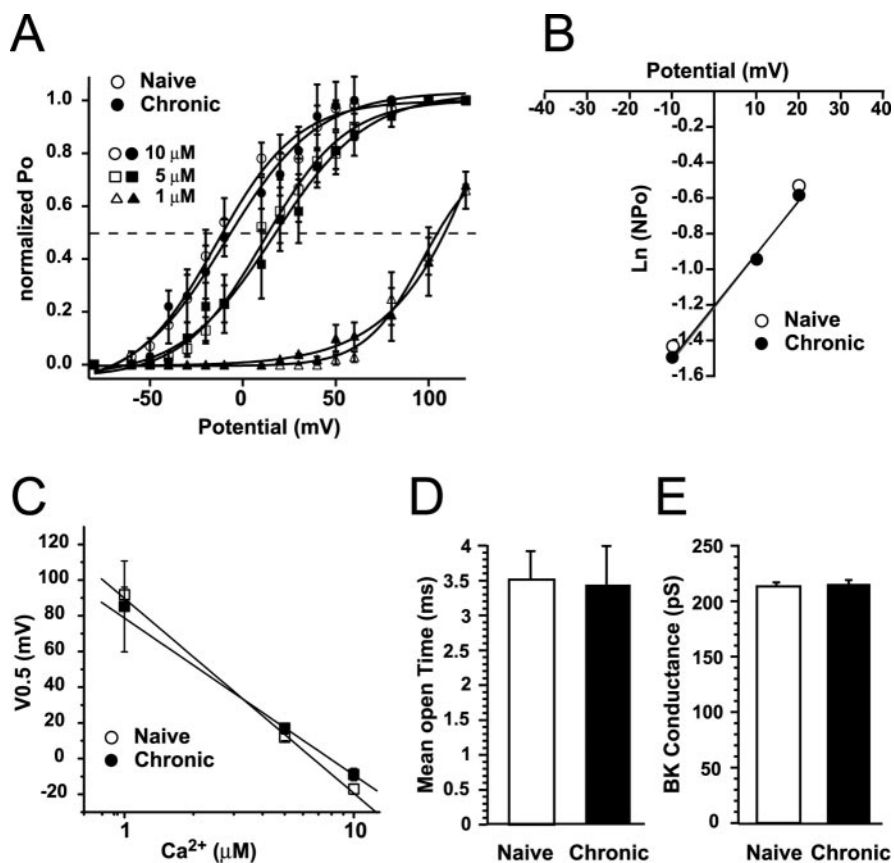 A
Naive
Chronic
10 μM
5 μM
1 μM
1.0
0.8
0.6
0.4
0.2
0.0
normalized Po
-50
0
50
100
Potential (mV)
B
Potential (mV)
-40 -20 0 20 40
-0.2
-0.4
-0.6
-0.8
-1.0
-1.2
-1.4
-1.6
Ln (NPo)
Naive
Chronic
C
120
100
80
60
40
20
0
-20
V0.5 (mV)
Naive
Chronic
1
10
Ca2+ (μM)
D
4
3.5
3
2.5
2
1.5
1
0.5
0
Mean open Time (ms)
Naive Chronic
E
250
200
150
100
50
0
BK Conductance (pS)
Naive Chronic